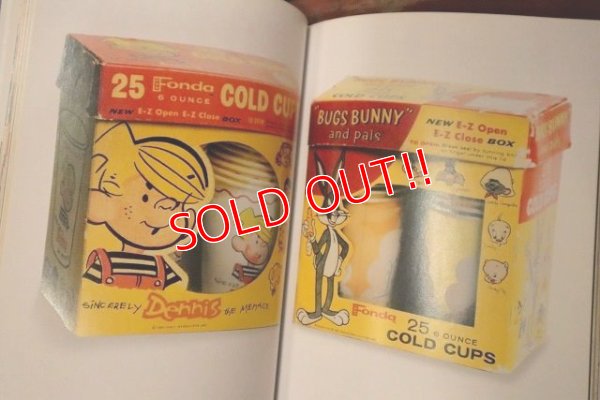 25 Fonda
6 OUNCE
COLD CUPS
NEW E-Z Open E-Z Close BOX
SINCERELY Dennis THE MENACE
"BUGS BUNNY"
and pals
NEW E-Z Open
E-Z Close BOX
Fonda
25 6 OUNCE
COLD CUPS
SOLD OUT!!